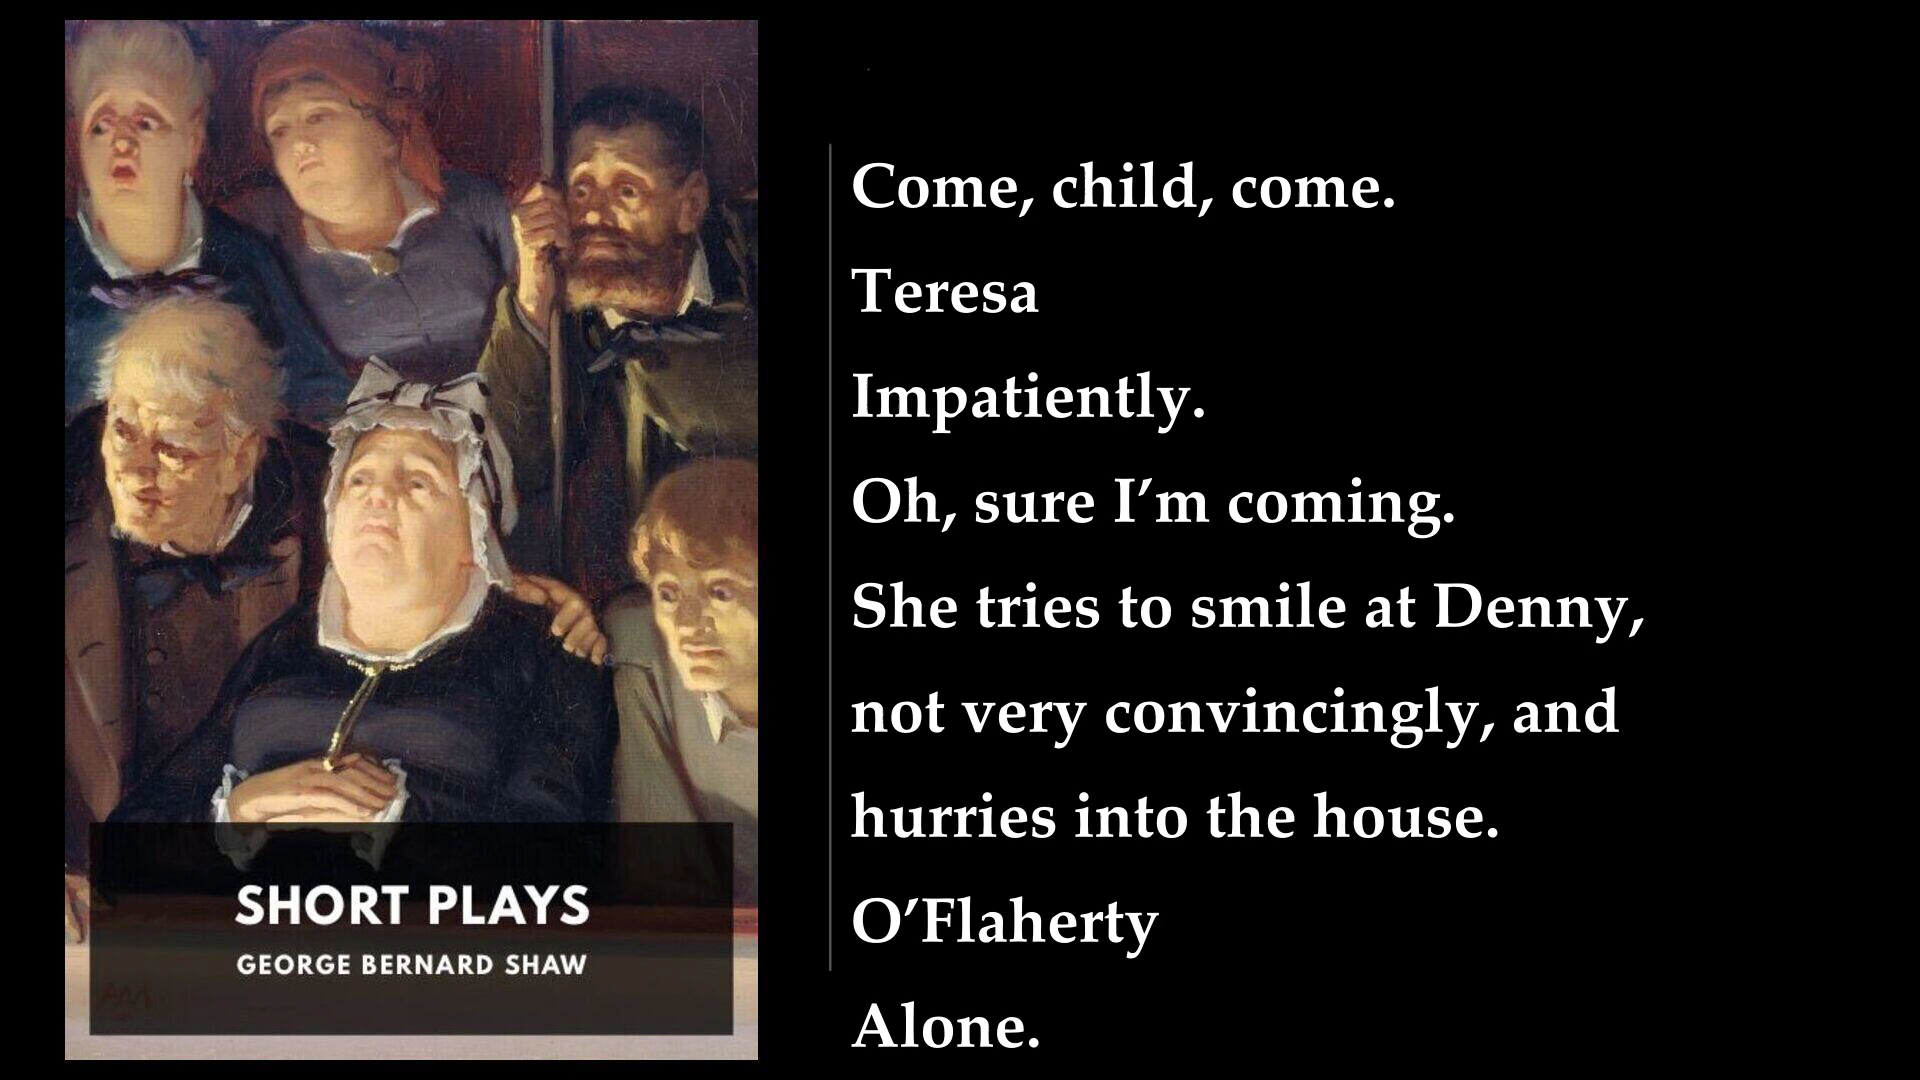 SHORT PLAYS
GEORGE BERNARD SHAW
Come, child, come.
Teresa
Impatiently.
Oh, sure I’m coming.
She tries to smile at Denny,
not very convincingly, and
hurries into the house.
O’Flaherty
Alone.